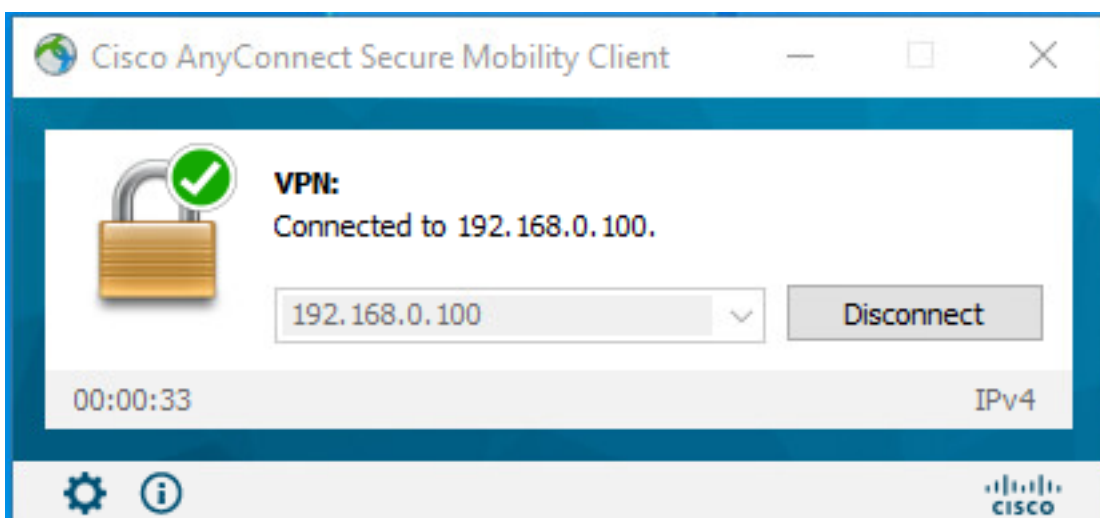 Cisco AnyConnect Secure Mobility Client
VPN:
Connected to 192.168.0.100.
192.168.0.100
Disconnect
00:00:33
IPv4
CISCO